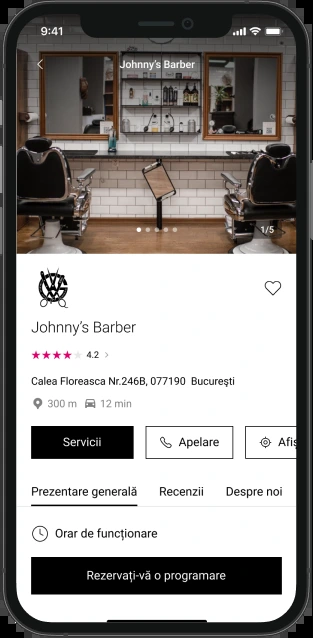 9:41
Johnny's Barber
1/5
Johnny's Barber
4.2
Calea Floreasca Nr.246B, 077190 Bucureşti
300 m 12 min
Servicii Apelare Afiș
Prezentare generală Recenzii Despre noi
Orar de funcționare
Rezervați-vă o programare